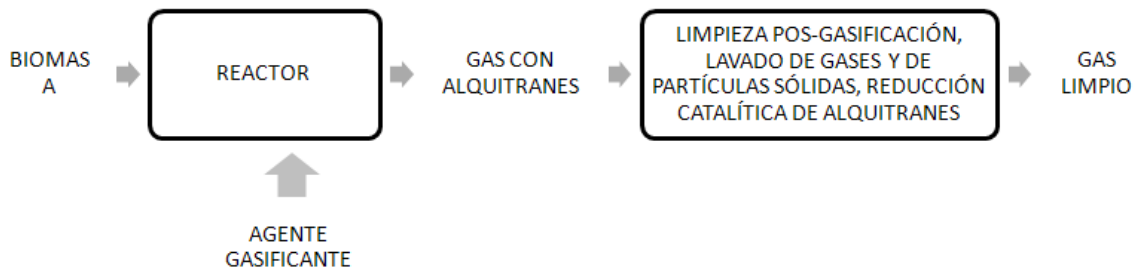 BIOMAS
A
REACTOR
GAS CON
ALQUITRANES
LIMPIEZA POS-GASIFICACIÓN,
LAVADO DE GASES Y DE
PARTÍCULAS SÓLIDAS, REDUCCIÓN
CATALÍTICA DE ALQUITRANES
GAS
LIMPIO
AGENTE
GASIFICANTE